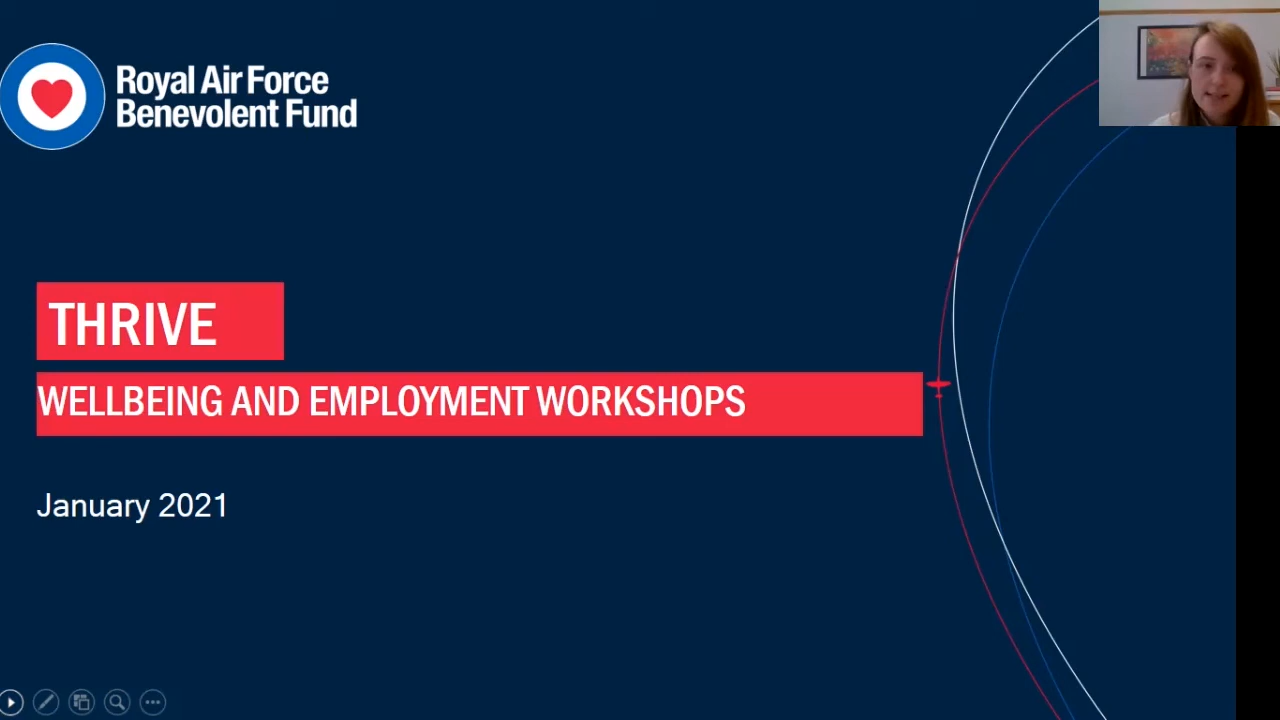 Royal Air Force
Benevolent Fund
THRIVE
WELLBEING AND EMPLOYMENT WORKSHOPS
January 2021